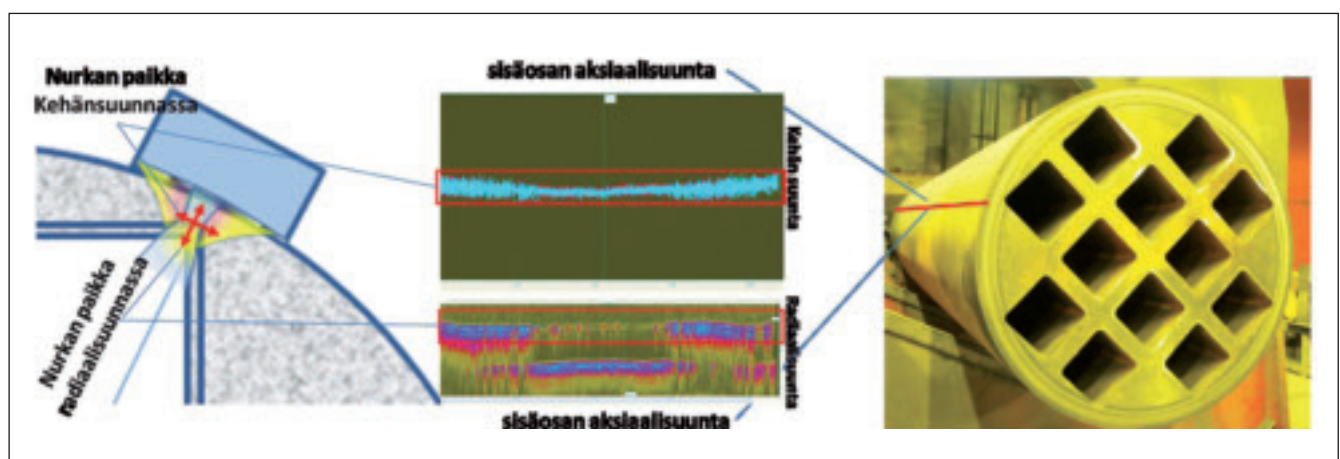 Nurkan paikka
Kehänsuunnassa
Nurkan paikka
radiaalisuunnassa
sisäosan aksiaalisuunta
Kehän suunta
Radiaalisuunta
sisäosan aksiaalisuunta